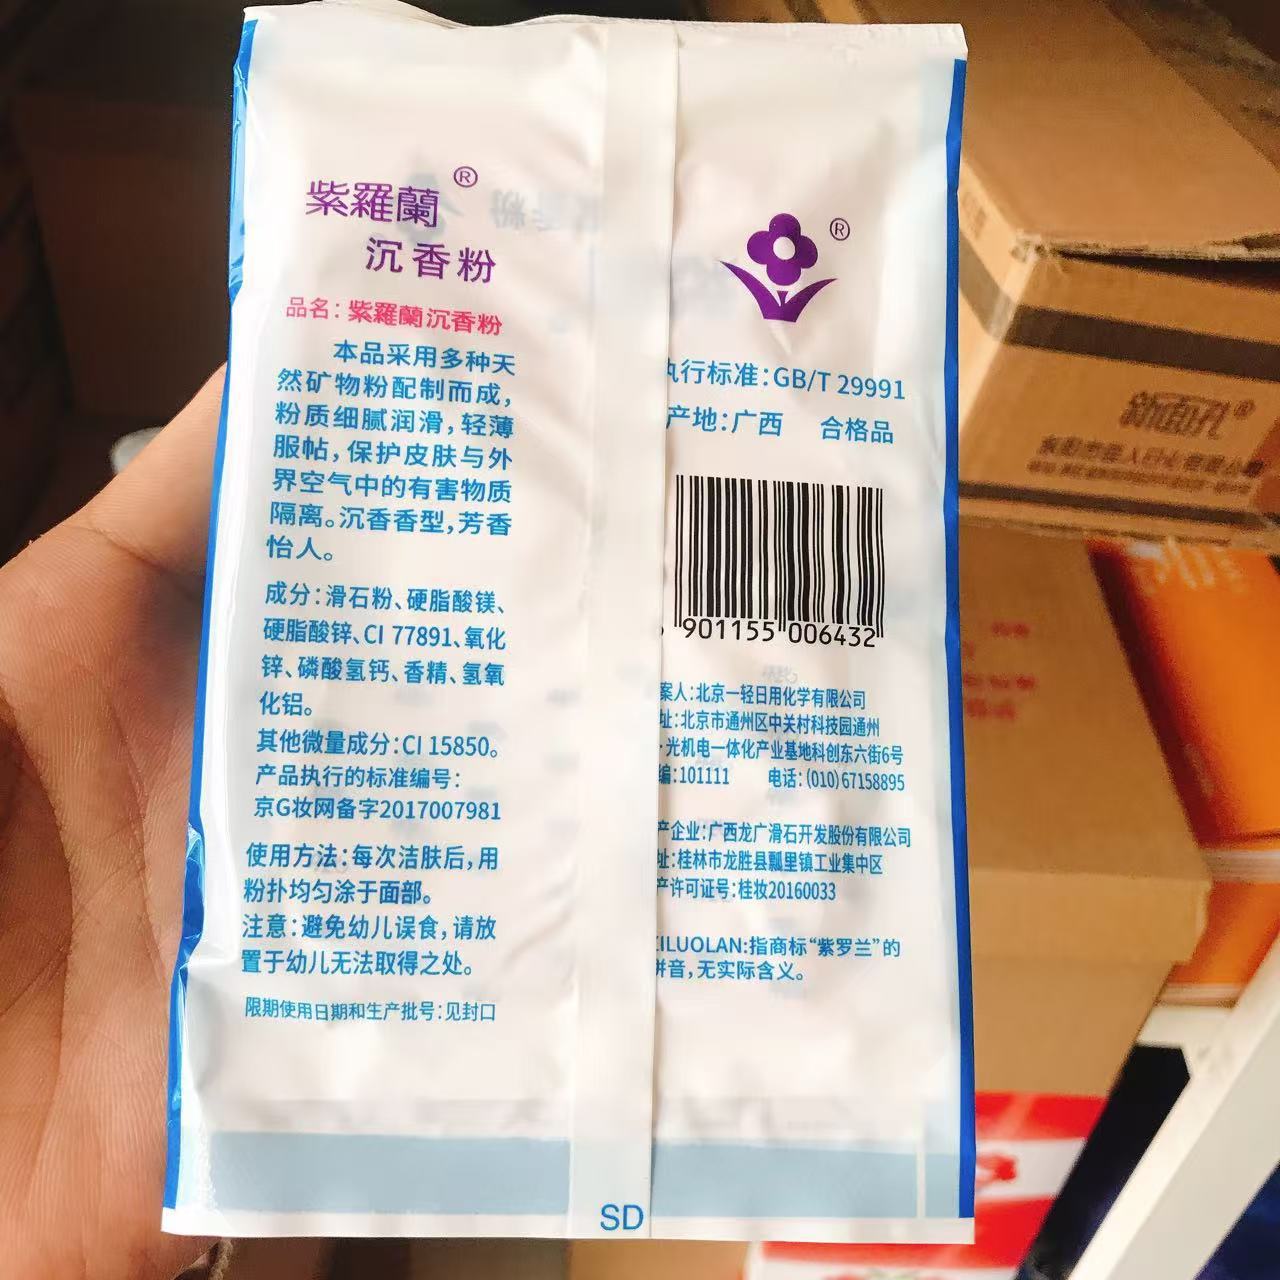 紫羅蘭®
沉香粉
品名：紫羅蘭沉香粉
本品采用多种天
然矿物粉配制而成，
粉质细腻润滑，轻薄
服帖，保护皮肤与外
界空气中的有害物质
隔离。沉香香型，芳香
怡人。
成分：滑石粉、硬脂酸镁、
硬脂酸锌、CI 77891、氧化
锌、磷酸氢钙、香精、氢氧
化铝。
其他微量成分：CI 15850。
产品执行的标准编号：
京G妆网备字2017007981
使用方法：每次洁肤后，用
粉扑均匀涂于面部。
注意：避免幼儿误食，请放
置于幼儿无法取得之处。
限期使用日期和生产批号：见封口
®
执行标准：GB/T 29991
产地：广西 合格品
901155 006432
案人：北京一轻日用化学有限公司
址：北京市通州区中关村科技园通州
·光机电一体化产业基地科创东六街6号
编：101111 电话：(010)67158895
产企业：广西龙广滑石开发股份有限公司
址：桂林市龙胜县瓢里镇工业集中区
产许可证号：桂妆20160033
ILUOLAN：指商标“紫罗兰”的
拼音，无实际含义。
SD
新面孔®